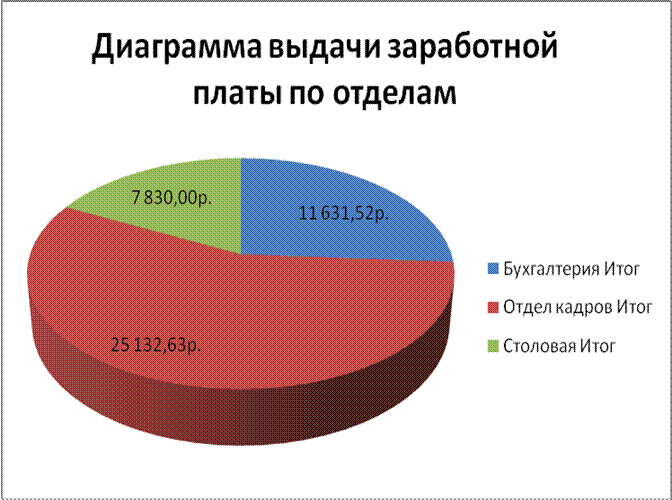 Диаграмма выдачи заработной
платы по отделам
7 830,00р.
11 631,52р.
25 132,63р.
Бухгалтерия Итог
Отдел кадров Итог
Столовая Итог